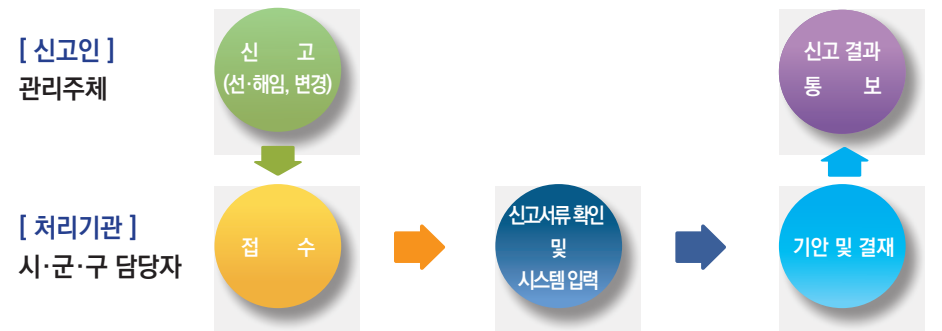 [ 신고인 ]
관리주체
신 고
(선·해임, 변경)
신고 결과
통 보
[ 처리기관 ]
시·군·구 담당자
접 수
신고서류 확인
및
시스템 입력
기안 및 결재